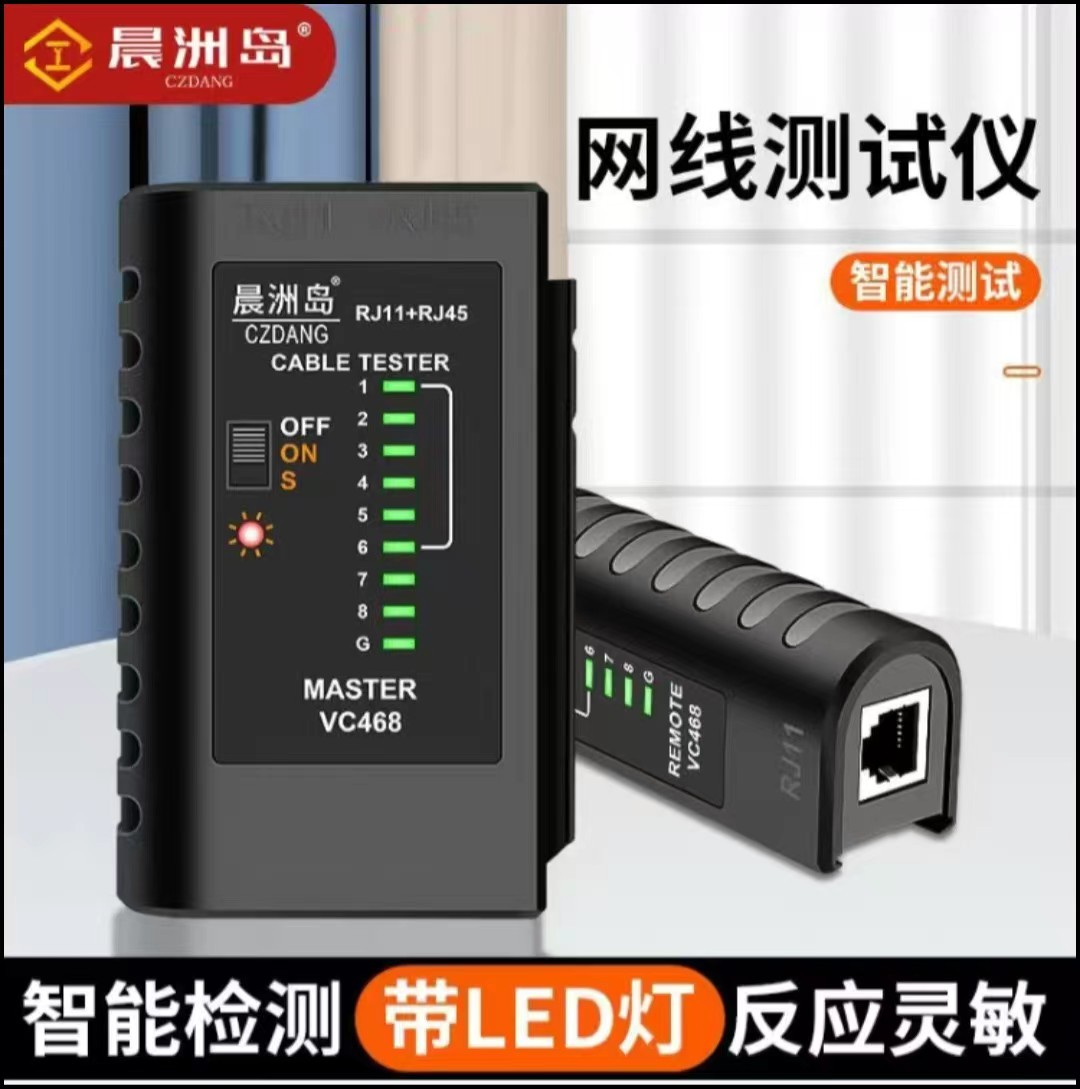 晨洲岛®
CZDANG
网线测试仪
智能测试
晨洲岛®
CZDANG
RJ11+RJ45
CABLE TESTER
1
2
3
4
5
6
7
8
G
OFF
ON
S
MASTER
VC468
6
7
8
G
REMOTE
VC468
RJ11
智能检测 带LED灯 反应灵敏